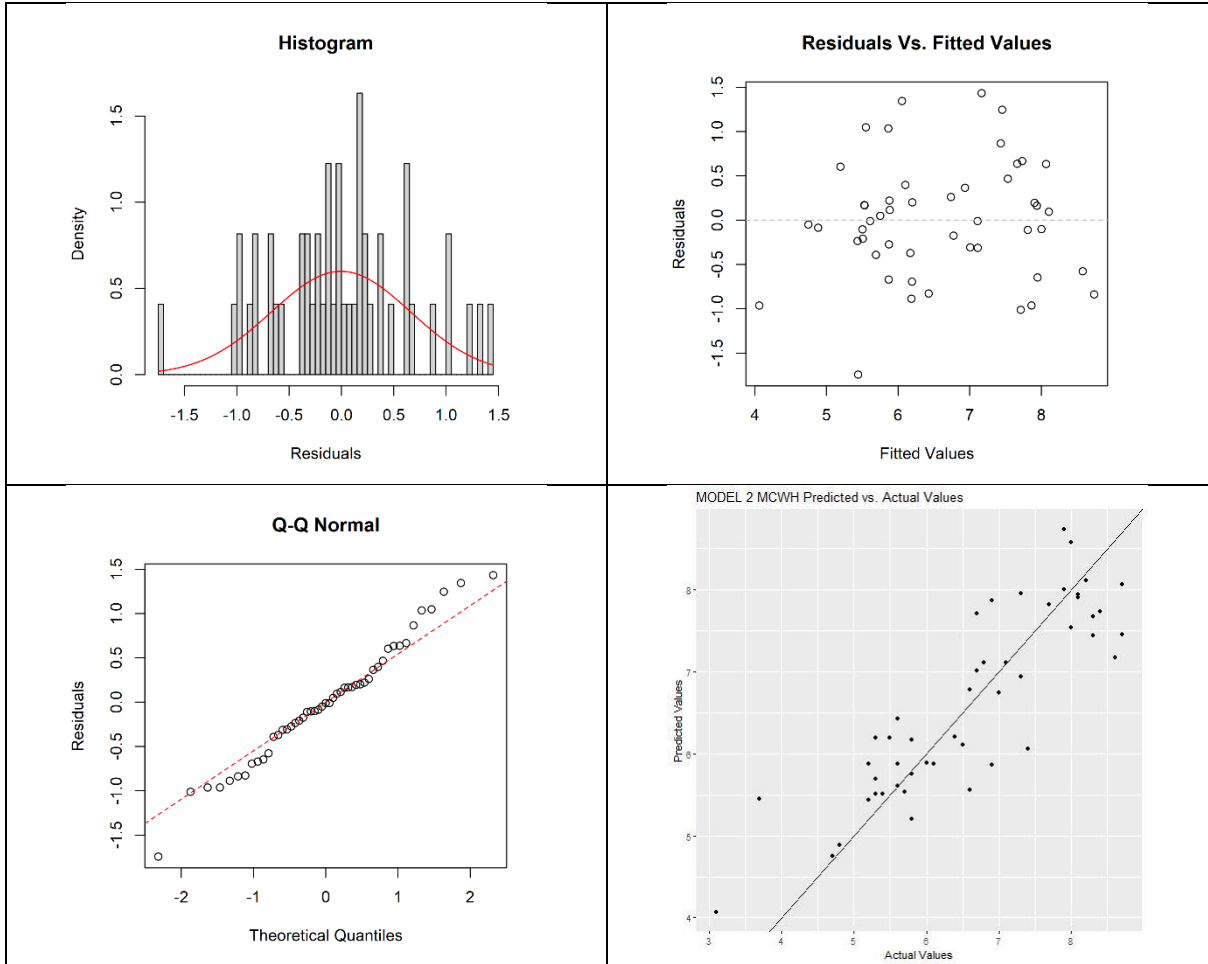 Histogram
Density
0.0
0.5
1.0
1.5
-1.5 -1.0 -0.5 0.0 0.5 1.0 1.5
Residuals
Residuals Vs. Fitted Values
Residuals
1.5
1.0
0.5
0.0
-0.5
-1.0
-1.5
4 5 6 7 8
Fitted Values
Q-Q Normal
Residuals
1.5
1.0
0.5
0.0
-0.5
-1.0
-1.5
-2 -1 0 1 2
Theoretical Quantiles
MODEL 2 MCWH Predicted vs. Actual Values
Predicted Values
8
7
6
5
4
3 4 5 6 7 8
Actual Values